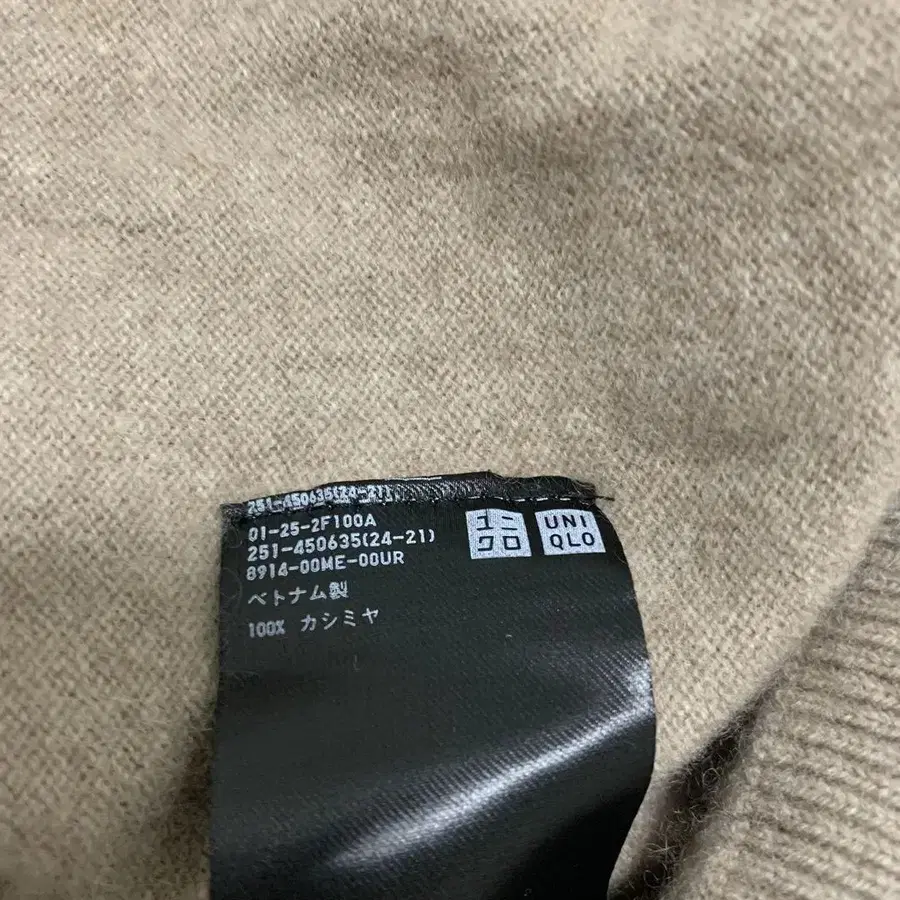 251-450635(24-21)
01-25-2F100A
251-450635(24-21)
8914-00ME-00UR
ベトナム製
100% カシミヤ
ユニ
クロ
UNI
QLO